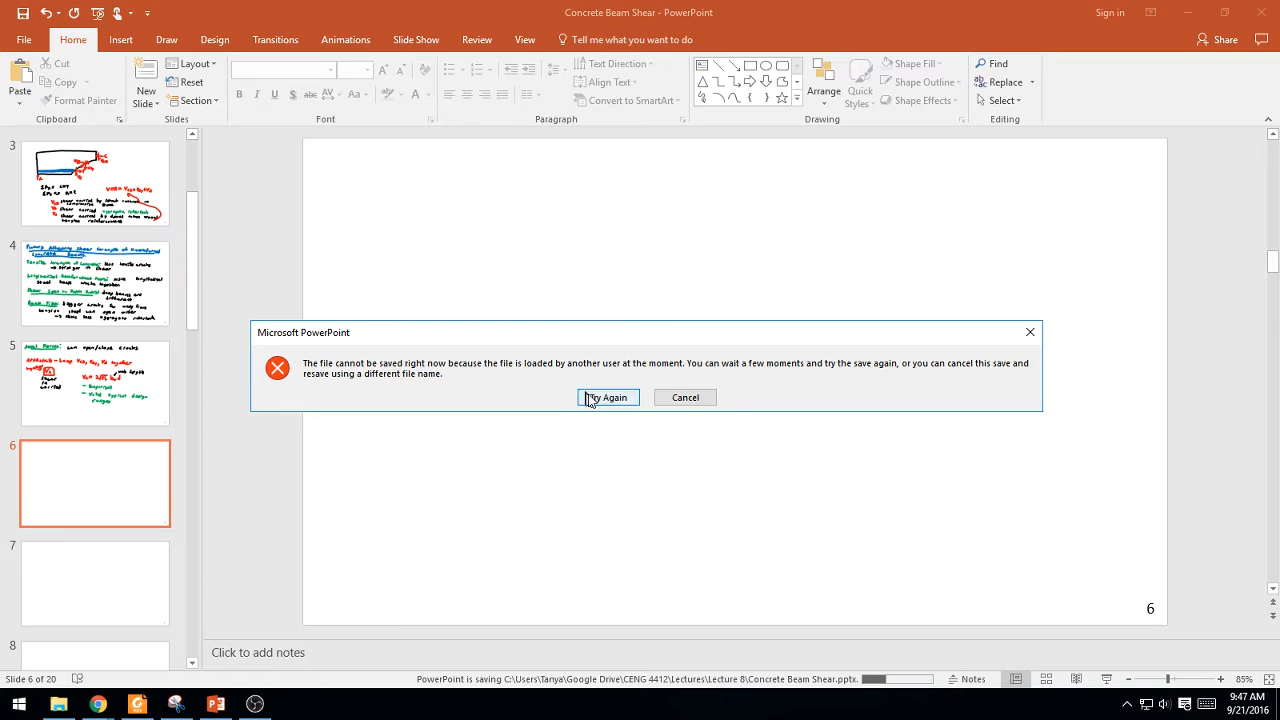 Concrete Beam Shear - PowerPoint
Sign in
File
Home
Insert
Draw
Design
Transitions
Animations
Slide Show
Review
View
Tell me what you want to do
Share
Paste
Cut
Copy
Format Painter
Clipboard
New
Slide
Layout
Reset
Section
Slides
B I U S abc AV Aa A
Font
Text Direction
Align Text
Convert to SmartArt
Paragraph
Arrange
Quick
Styles
Shape Fill
Shape Outline
Shape Effects
Drawing
Find
Replace
Select
Editing
3
4
5
6
7
8
Microsoft PowerPoint
The file cannot be saved right now because the file is loaded by another user at the moment. You can wait a few moments and try the save again, or you can cancel this save and
resave using a different file name.
Try Again
Cancel
6
Click to add notes
Slide 6 of 20
PowerPoint is saving C:\Users\Tanya\Google Drive\CENG 4412\Lectures\Lecture 8\Concrete Beam Shear.pptx.
Notes
85%
9:47 AM
9/21/2016